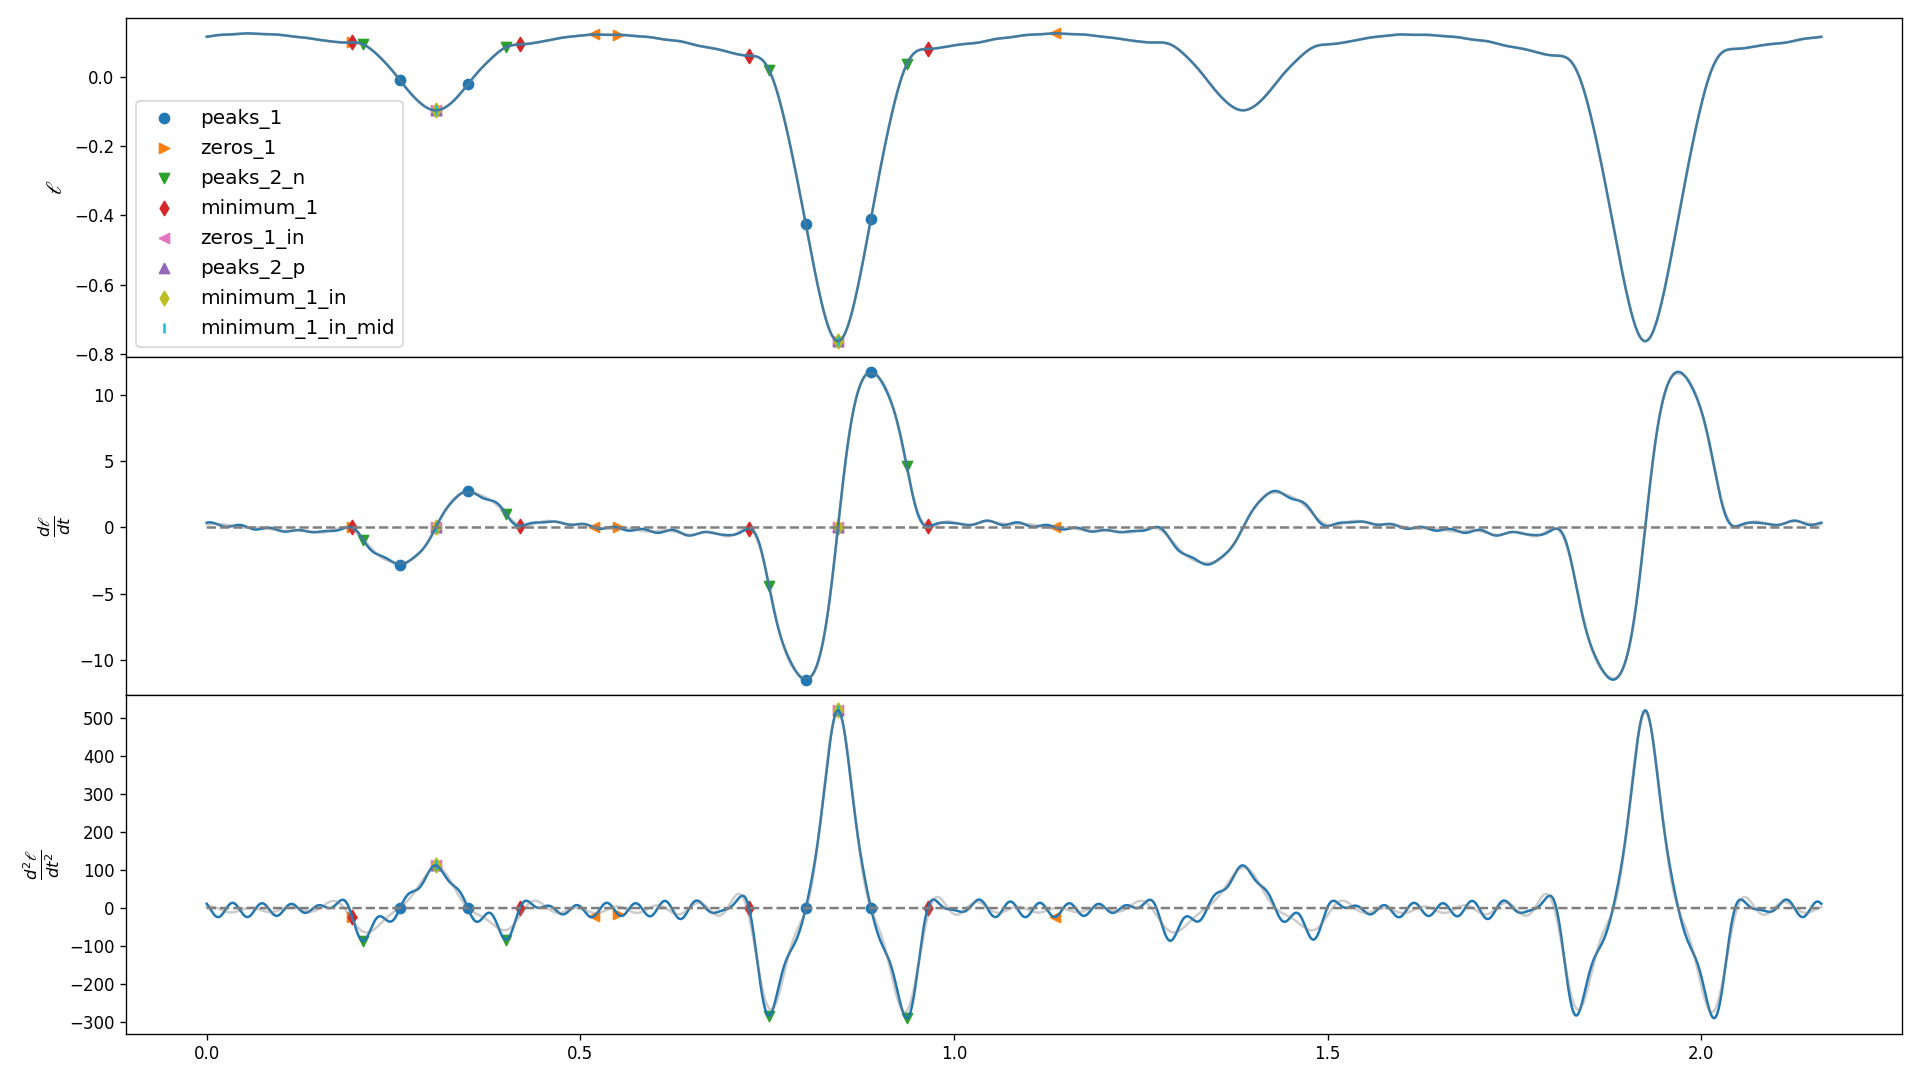 0.0
−0.2
−0.4
−0.6
−0.8
ℓ
peaks_1
zeros_1
peaks_2_n
minimum_1
zeros_1_in
peaks_2_p
minimum_1_in
minimum_1_in_mid
10
5
0
−5
−10
dℓ
dt
500
400
300
200
100
0
−100
−200
−300
d²ℓ
dt²
0.0 0.5 1.0 1.5 2.0